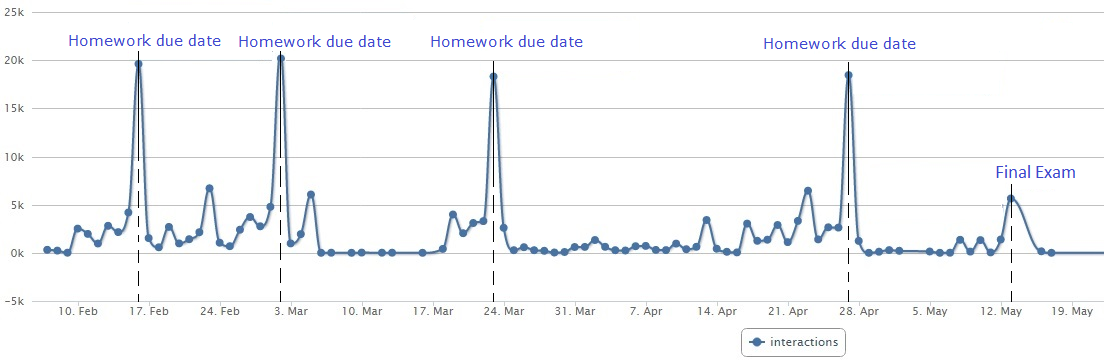 25k
Homework due date Homework due date Homework due date Homework due date
20k
15k
10k
Final Exam
5k
0k
-5k
10. Feb 17. Feb 24. Feb 3. Mar 10. Mar 17. Mar 24. Mar 31. Mar 7. Apr 14. Apr 21. Apr 28. Apr 5. May 12. May 19. May
interactions